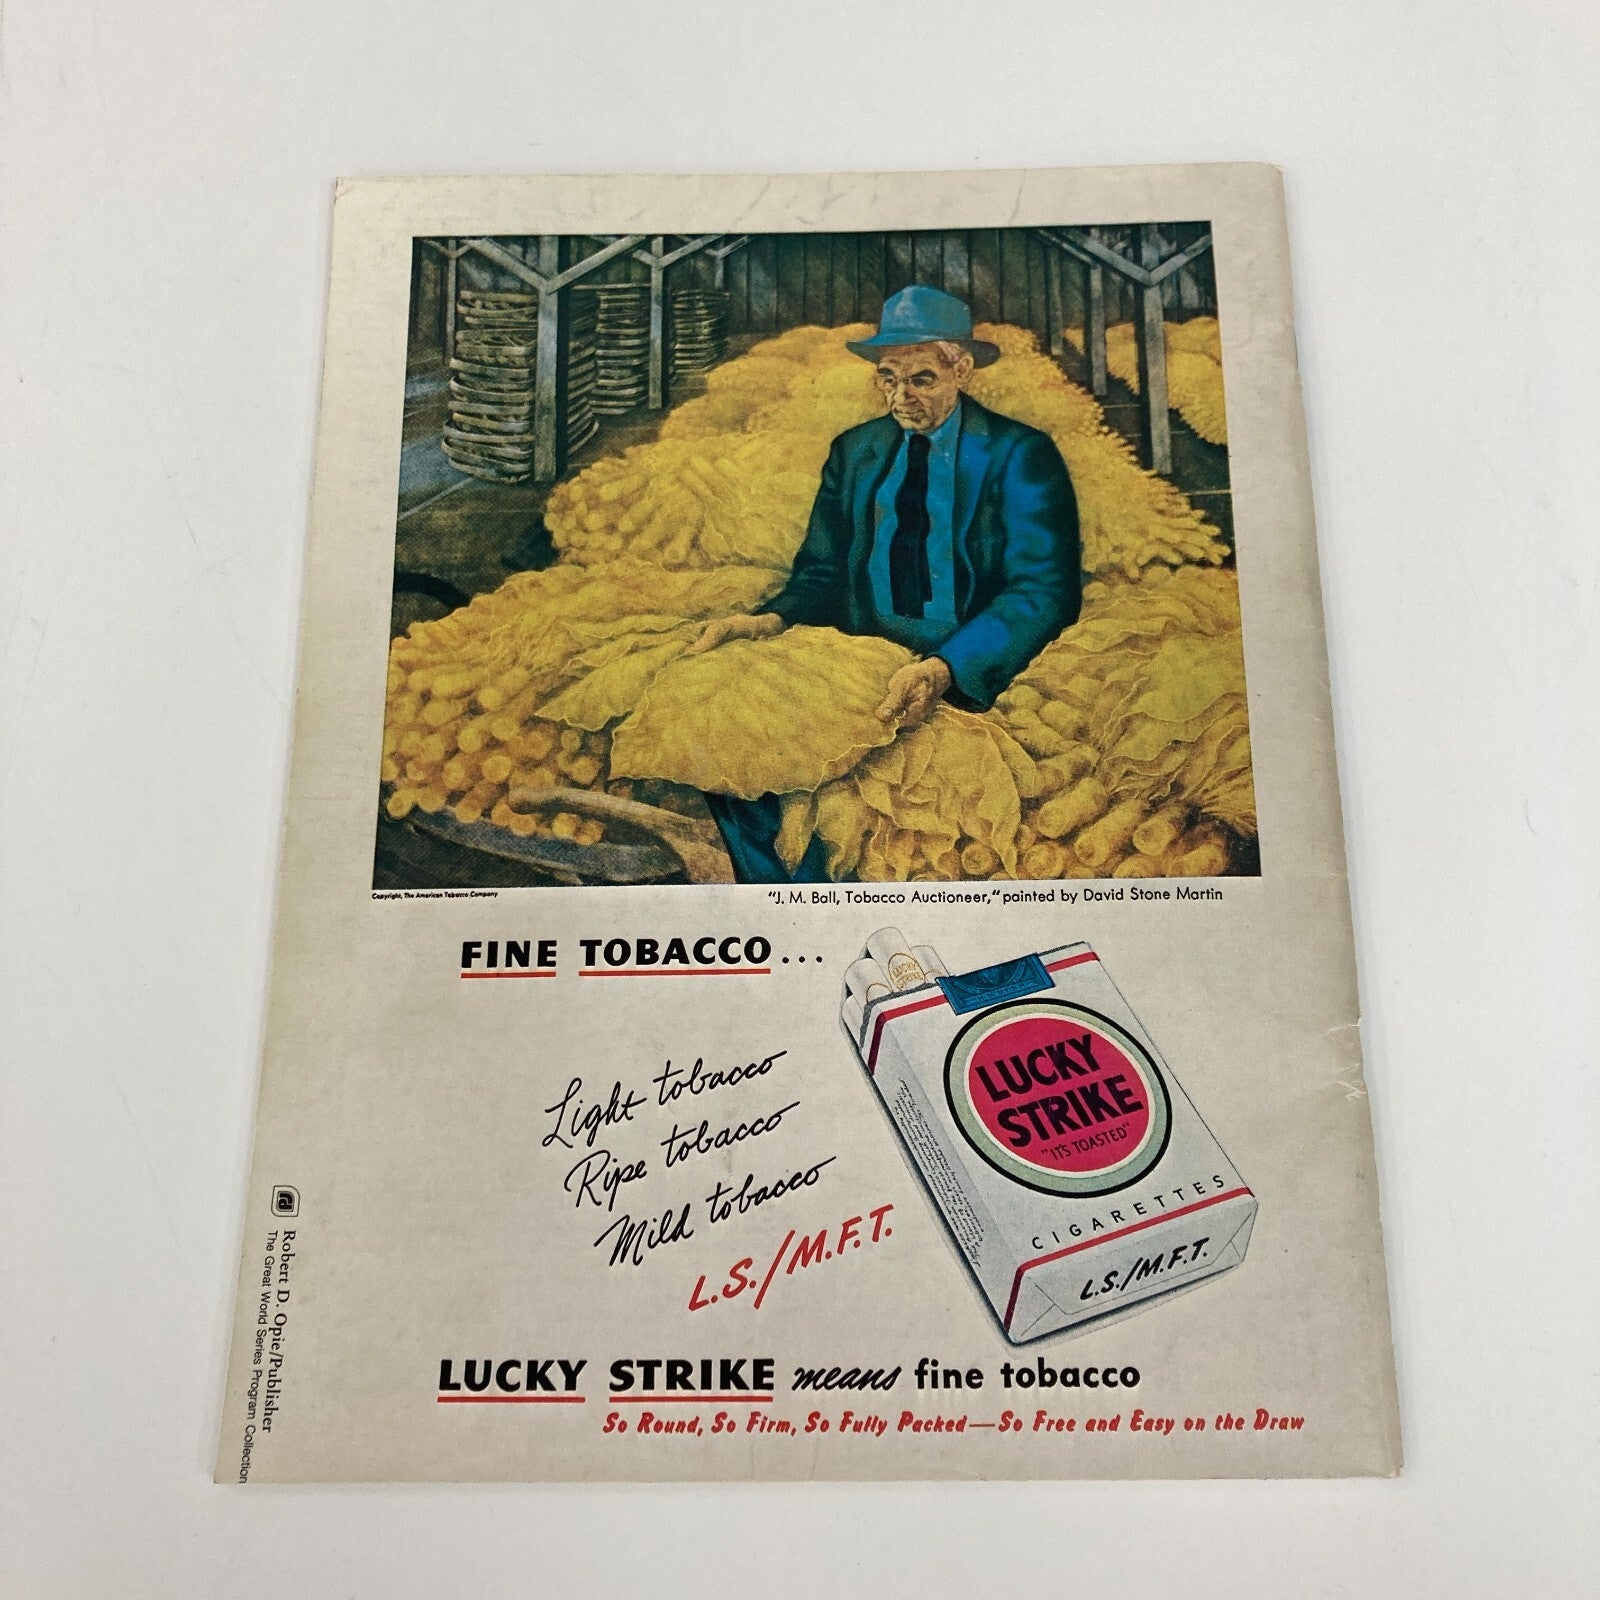 Copyright, The American Tobacco Company
"J. M. Ball, Tobacco Auctioneer," painted by David Stone Martin
FINE TOBACCO...
Light tobacco
Ripe tobacco
Mild tobacco
L.S./M.F.T.
LUCKY
STRIKE
LUCKY
STRIKE
"IT'S TOASTED"
CIGARETTES
L.S./M.F.T.
LUCKY STRIKE means fine tobacco
So Round, So Firm, So Fully Packed—So Free and Easy on the Draw
Robert D. Opie/Publisher
The Great World Series Program Collection